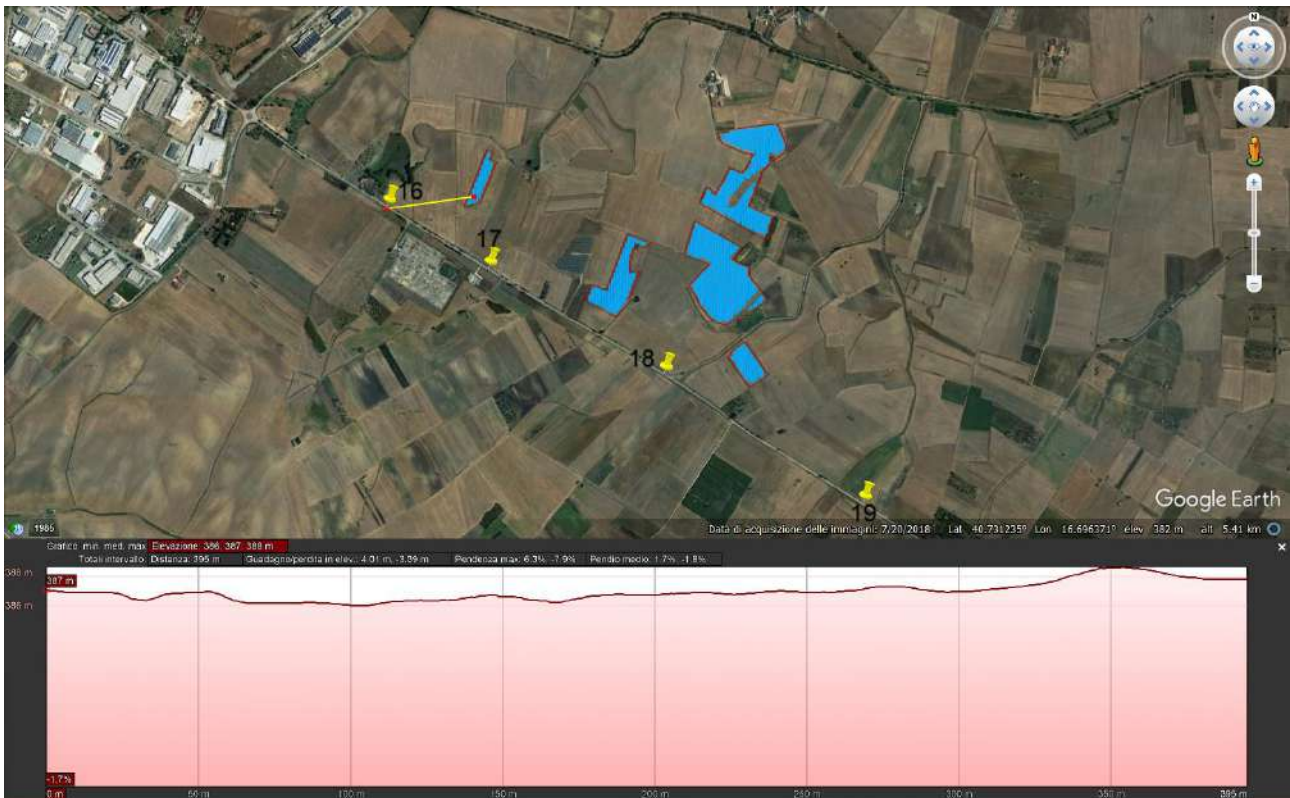 N
16
17
18
19
Google Earth
1985
Data di acquisizione delle immagini: 7/20/2018 Lat 40.731235° Lon 16.696371° elev 382 m alt 5.41 km
Grafico: min, med, max Elevazione: 386, 387, 388 m
Totali intervallo: Distanza: 395 m Guadagno/perdita in elev.: 4.01 m, -3.39 m Pendenza max: 6.3%, -7.9% Pendio medio: 1.7%, -1.8%
388 m
387 m
386 m
-1.7%
0 m 50 m 100 m 150 m 200 m 250 m 300 m 350 m 395 m